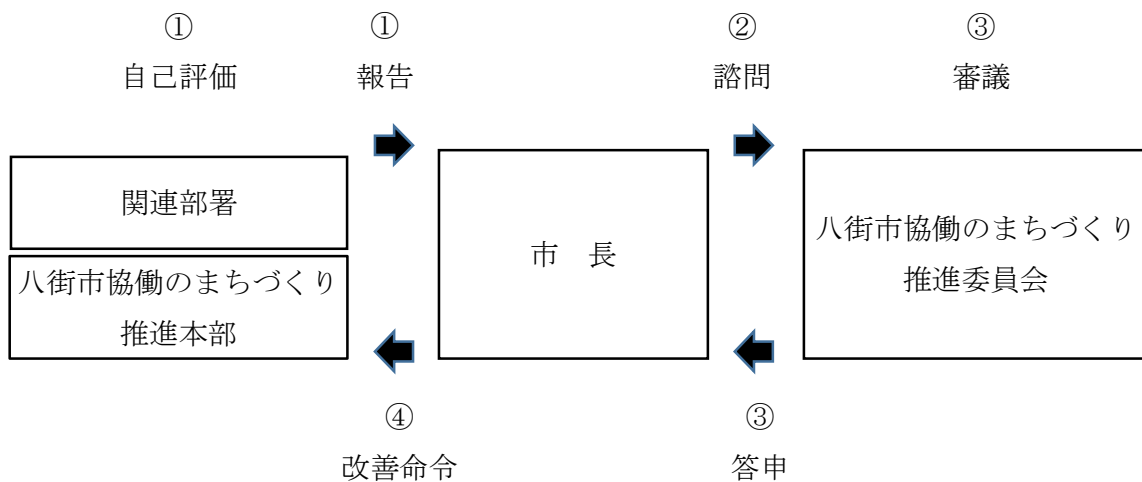 ①
自己評価
①
報告
②
諮問
③
審議
関連部署
八街市協働のまちづくり
推進本部
市　長
八街市協働のまちづくり
推進委員会
④
改善命令
③
答申